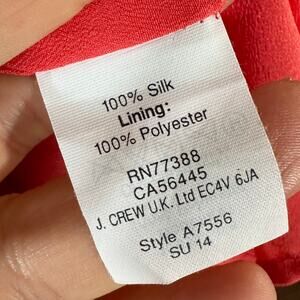 100% Silk
Lining:
100% Polyester
RN77388
CA56445
J. CREW U.K. Ltd EC4V 6JA
Style A7556
SU 14